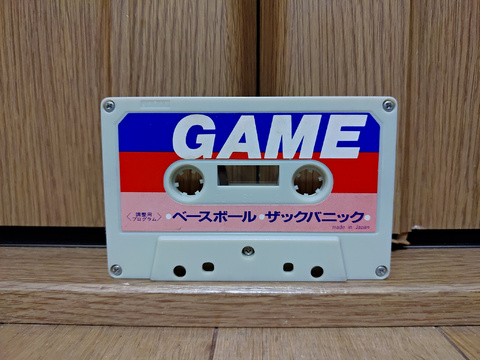 GAME
〈調整用プログラム〉
・ベースボール・ザックパニック・
made in Japan